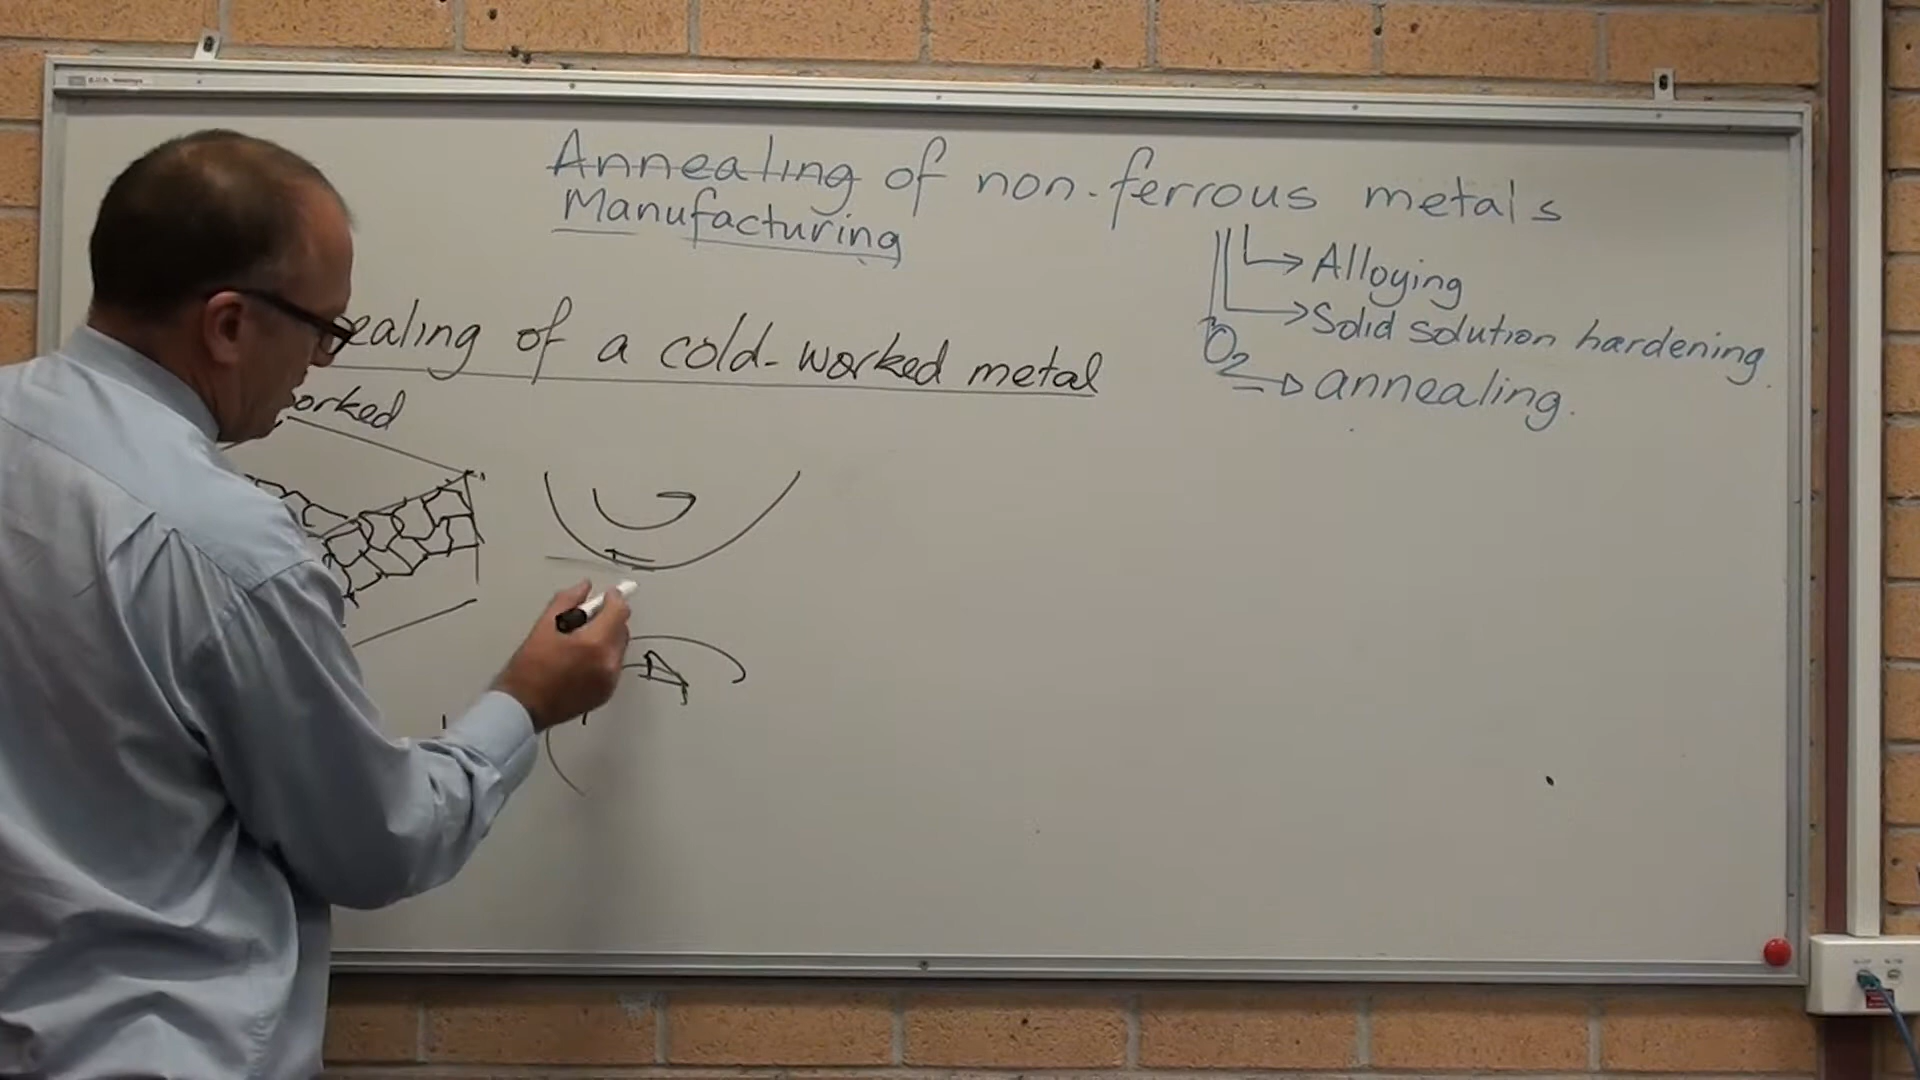 Annealing of non-ferrous metals
Manufacturing
Alloying
Solid solution hardening.
O2
annealing.
ealing of a cold-worked metal
orked